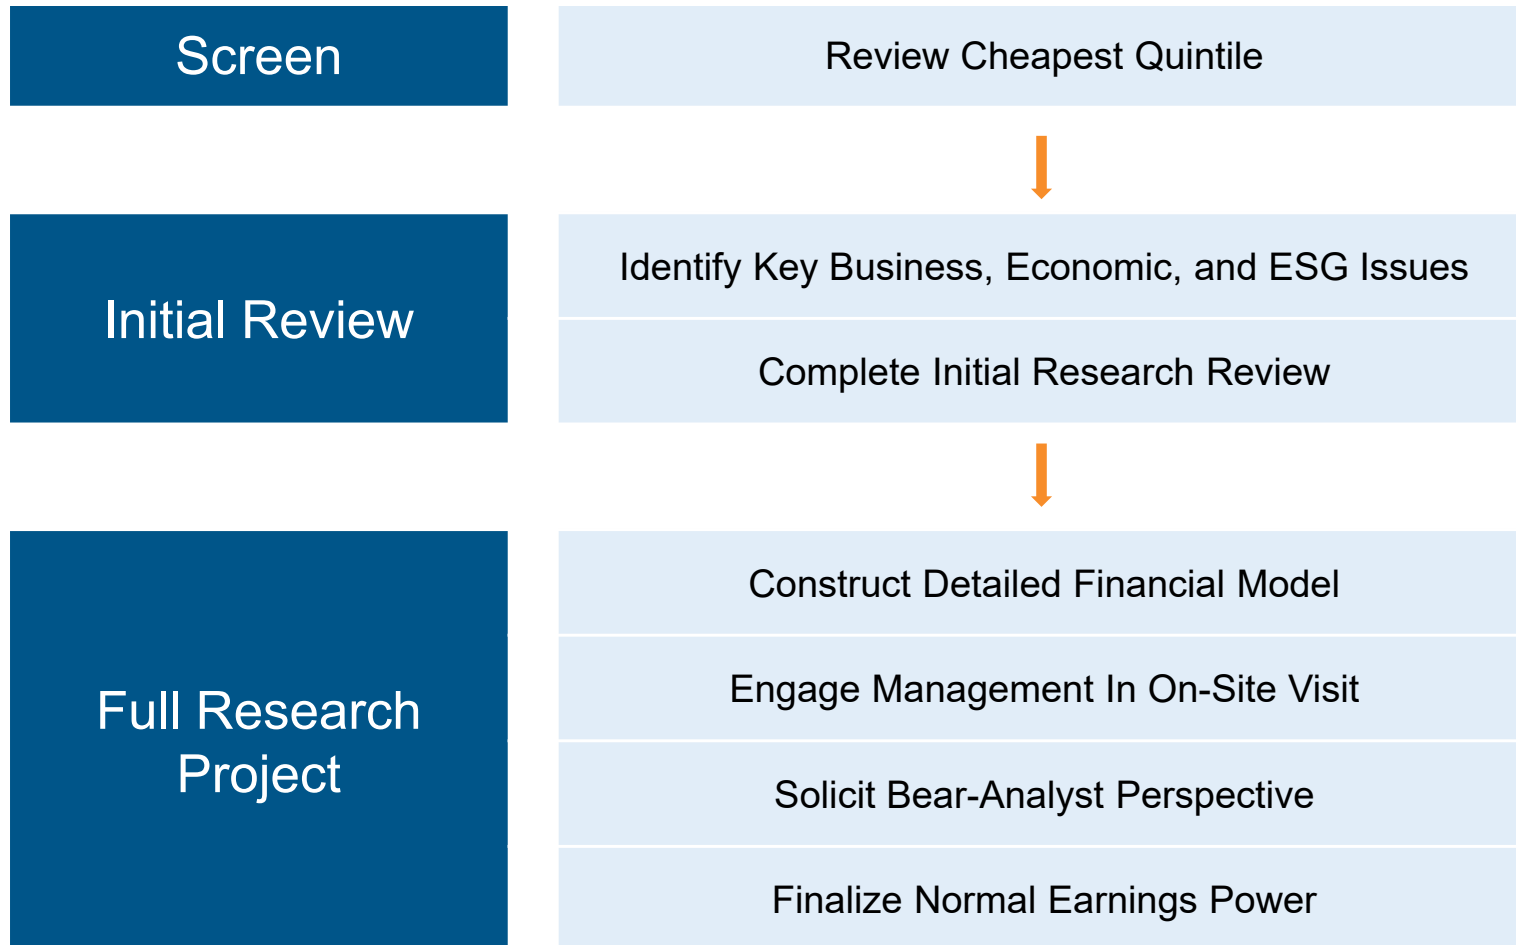 Screen
Review Cheapest Quintile
Initial Review
Identify Key Business, Economic, and ESG Issues
Complete Initial Research Review
Full Research
Project
Construct Detailed Financial Model
Engage Management In On-Site Visit
Solicit Bear-Analyst Perspective
Finalize Normal Earnings Power